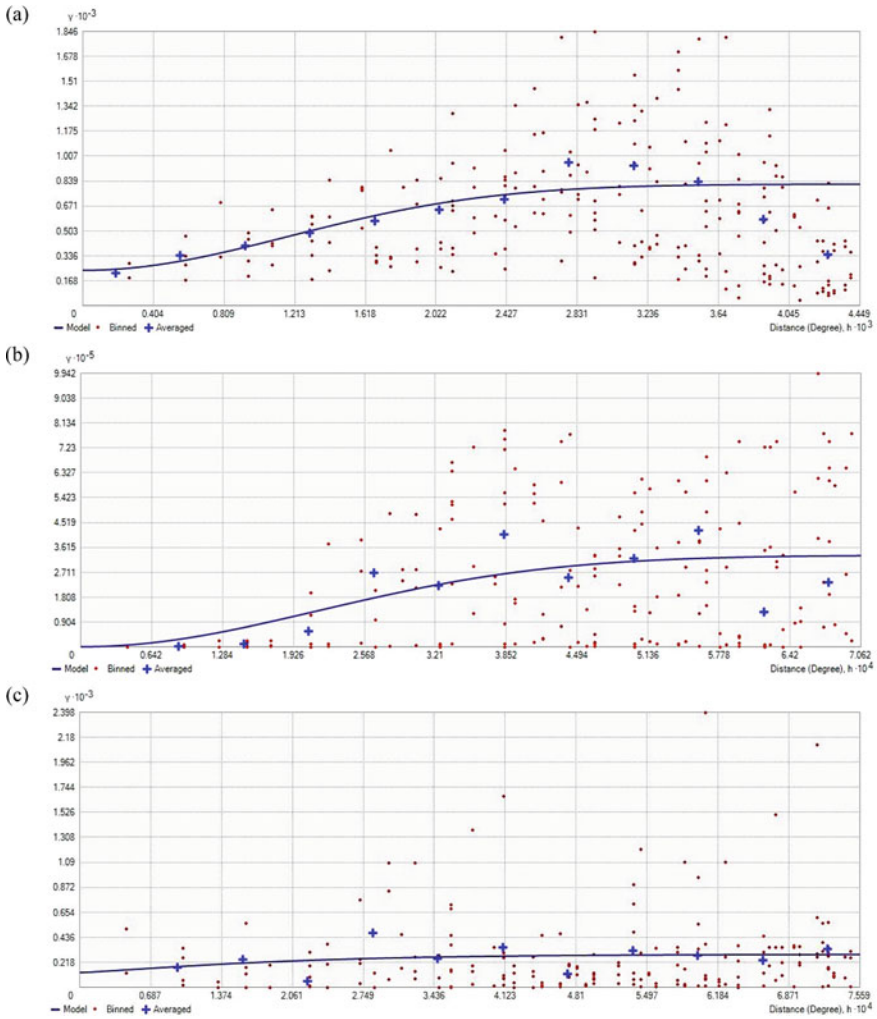 (a)
γ ·10⁻³
1.846
1.678
1.51
1.342
1.175
1.007
0.839
0.671
0.503
0.336
0.168
0 0.404 0.809 1.213 1.618 2.022 2.427 2.831 3.236 3.64 4.045 4.449
Model Binned Averaged Distance (Degree), h ·10³
(b)
γ ·10⁻⁵
9.942
9.038
8.134
7.23
6.327
5.423
4.519
3.615
2.711
1.808
0.904
0 0.642 1.284 1.926 2.568 3.21 3.852 4.494 5.136 5.778 6.42 7.062
Model Binned Averaged Distance (Degree), h ·10⁴
(c)
γ ·10⁻³
2.398
2.18
1.962
1.744
1.526
1.308
1.09
0.872
0.654
0.436
0.218
0 0.687 1.374 2.061 2.749 3.436 4.123 4.81 5.497 6.184 6.871 7.559
Model Binned Averaged Distance (Degree), h ·10⁴